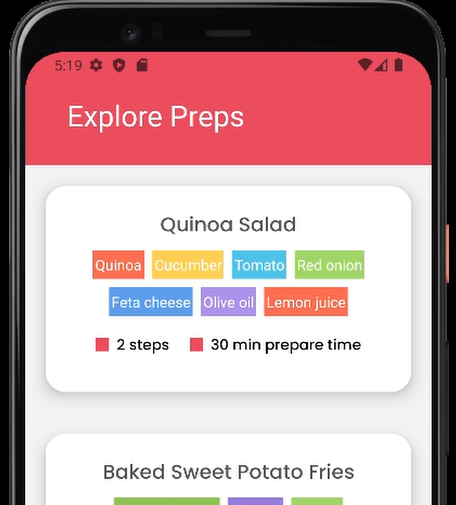 5:19
Explore Preps
Quinoa Salad
Quinoa Cucumber Tomato Red onion
Feta cheese Olive oil Lemon juice
2 steps 30 min prepare time
Baked Sweet Potato Fries